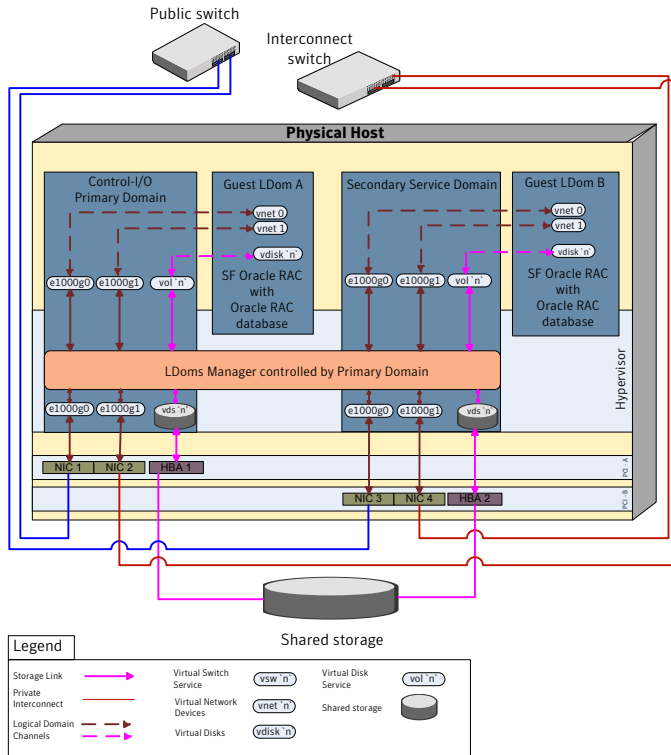 Public switch
Interconnect
switch
Physical Host
Control-I/O
Primary Domain
Guest LDom A
vnet 0
vnet 1
vdisk `n`
SF Oracle RAC
with
Oracle RAC
database
e1000g0
e1000g1
vol `n`
Secondary Service Domain
Guest LDom B
vnet 0
vnet 1
vdisk `n`
SF Oracle RAC
with
Oracle RAC
database
e1000g0
e1000g1
vol `n`
LDoms Manager controlled by Primary Domain
Hypervisor
e1000g0
e1000g1
vds `n`
e1000g0
e1000g1
vds `n
NIC 1
NIC 2
HBA 1
PCI - A
NIC 3
NIC 4
HBA 2
PCI - B
Shared storage
Legend
Storage Link
Private
Interconnect
Logical Domain
Channels
Virtual Switch
Service
vsw `n`
Virtual Network
Devices
vnet `n`
Virtual Disks
vdisk `n
Virtual Disk
Service
vol `n`
Shared storage